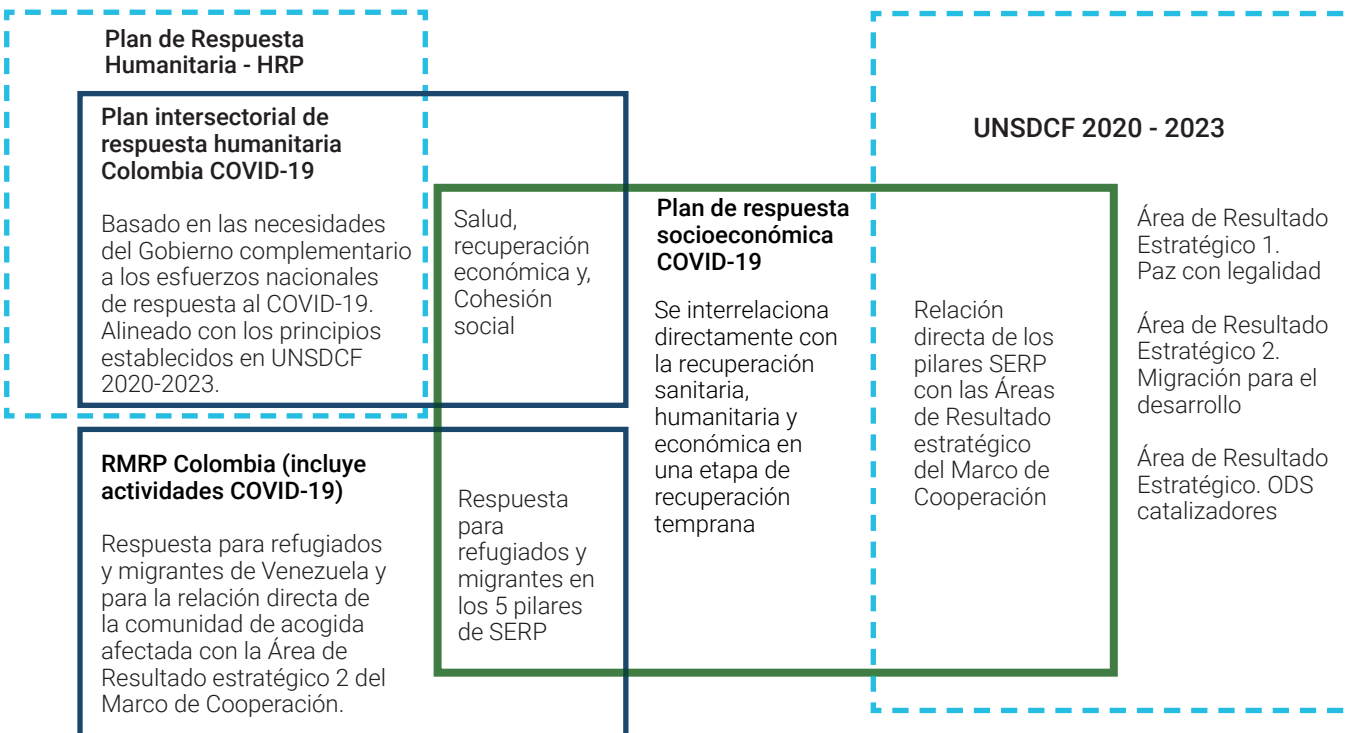 Plan de Respuesta
Humanitaria - HRP
Plan intersectorial de
respuesta humanitaria
Colombia COVID-19
Basado en las necesidades
del Gobierno complementario
a los esfuerzos nacionales
de respuesta al COVID-19.
Alineado con los principios
establecidos en UNSDCF
2020-2023.
Salud,
recuperación
económica y,
Cohesión
social
RMRP Colombia (incluye
actividades COVID-19)
Respuesta para refugiados
y migrantes de Venezuela y
para la relación directa de
la comunidad de acogida
afectada con la Área de
Resultado estratégico 2 del
Marco de Cooperación.
Respuesta
para
refugiados y
migrantes en
los 5 pilares
de SERP
Plan de respuesta
socioeconómica
COVID-19
Se interrelaciona
directamente con
la recuperación
sanitaria,
humanitaria y
económica en
una etapa de
recuperación
temprana
UNSDCF 2020 - 2023
Relación
directa de los
pilares SERP
con las Áreas
de Resultado
estratégico
del Marco de
Cooperación
Área de Resultado
Estratégico 1.
Paz con legalidad
Área de Resultado
Estratégico 2.
Migración para el
desarrollo
Área de Resultado
Estratégico. ODS
catalizadores